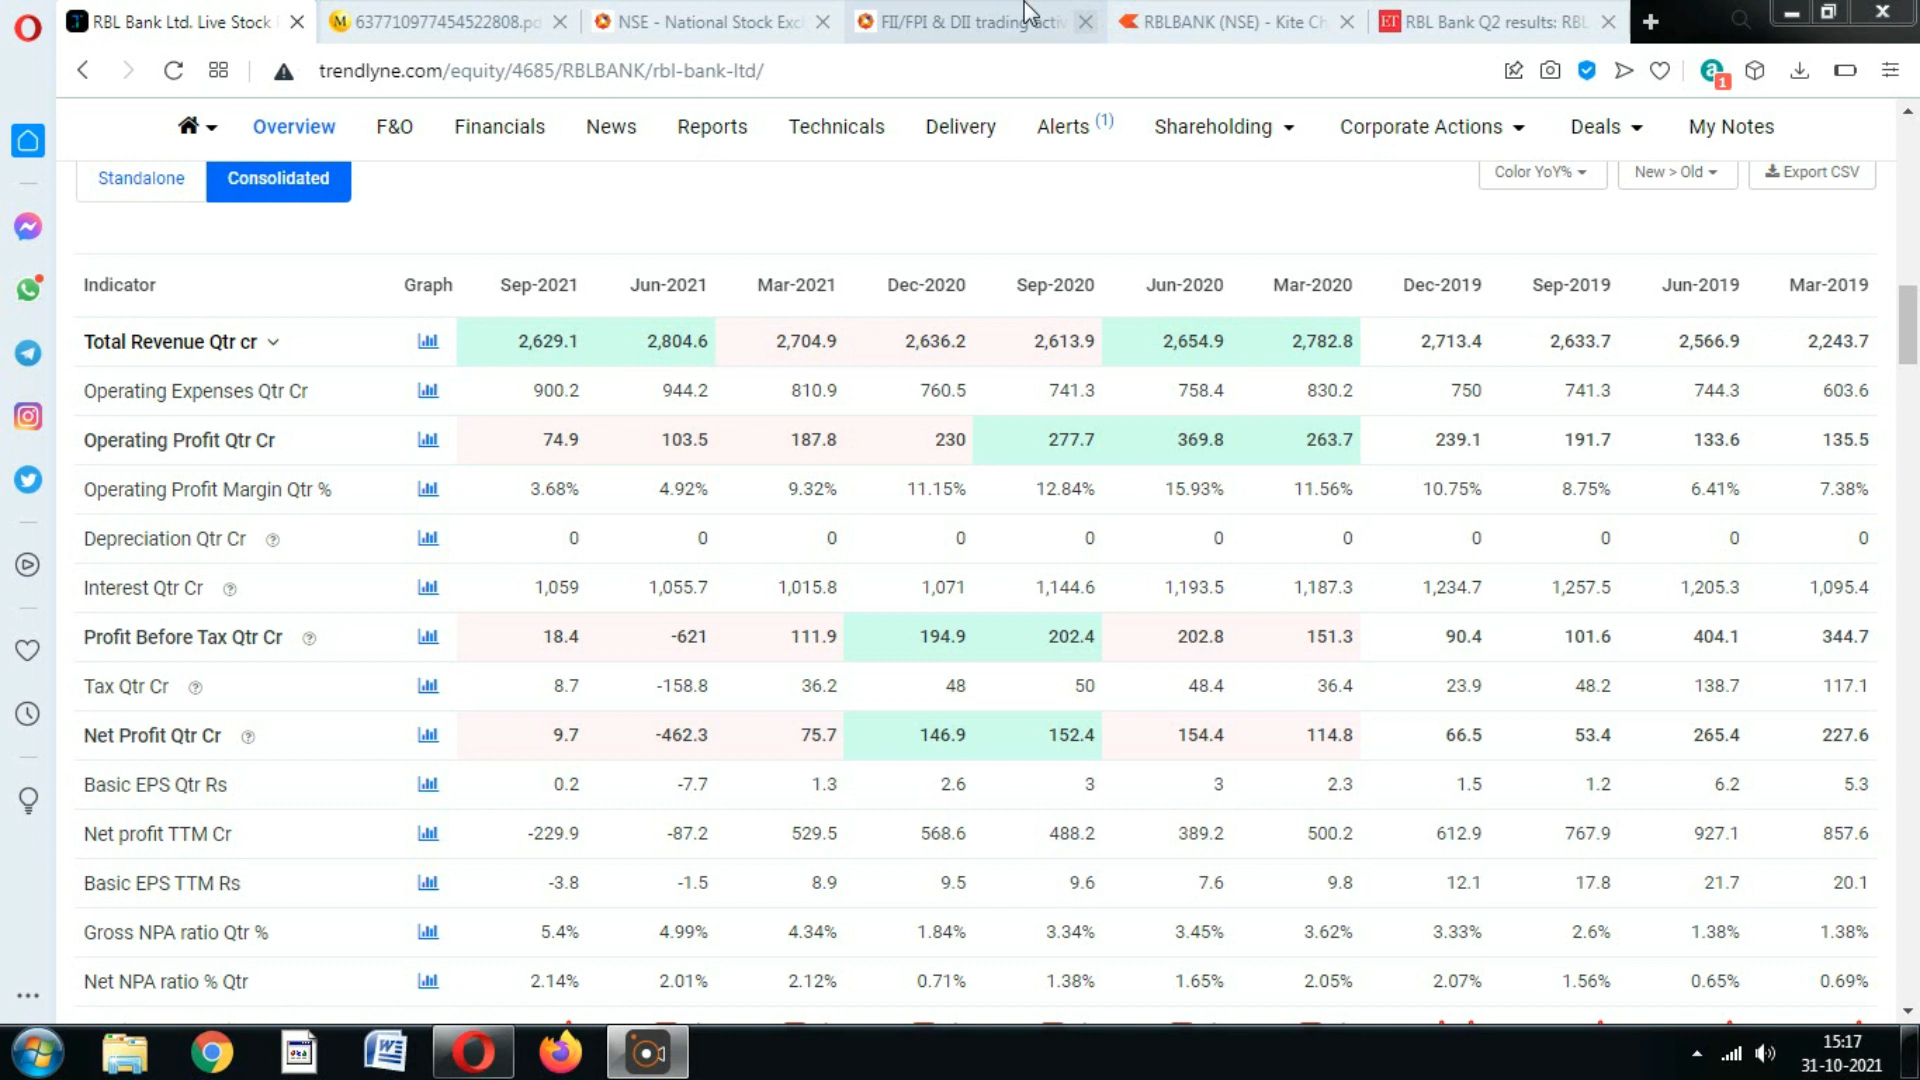 RBL Bank Ltd. Live Stock
637710977454522808.pd
NSE - National Stock Exc
FII/FPI & DII trading activ
RBLBANK (NSE) - Kite Ch
RBL Bank Q2 results: RBL
trendlyne.com/equity/4685/RBLBANK/rbl-bank-ltd/
1
Overview F&O Financials News Reports Technicals Delivery Alerts (1) Shareholding Corporate Actions Deals My Notes
Standalone Consolidated Color YoY% New > Old Export CSV
Indicator Graph Sep-2021 Jun-2021 Mar-2021 Dec-2020 Sep-2020 Jun-2020 Mar-2020 Dec-2019 Sep-2019 Jun-2019 Mar-2019
Total Revenue Qtr cr 2,629.1 2,804.6 2,704.9 2,636.2 2,613.9 2,654.9 2,782.8 2,713.4 2,633.7 2,566.9 2,243.7
Operating Expenses Qtr Cr 900.2 944.2 810.9 760.5 741.3 758.4 830.2 750 741.3 744.3 603.6
Operating Profit Qtr Cr 74.9 103.5 187.8 230 277.7 369.8 263.7 239.1 191.7 133.6 135.5
Operating Profit Margin Qtr % 3.68% 4.92% 9.32% 11.15% 12.84% 15.93% 11.56% 10.75% 8.75% 6.41% 7.38%
Depreciation Qtr Cr 0 0 0 0 0 0 0 0 0 0 0
Interest Qtr Cr 1,059 1,055.7 1,015.8 1,071 1,144.6 1,193.5 1,187.3 1,234.7 1,257.5 1,205.3 1,095.4
Profit Before Tax Qtr Cr 18.4 -621 111.9 194.9 202.4 202.8 151.3 90.4 101.6 404.1 344.7
Tax Qtr Cr 8.7 -158.8 36.2 48 50 48.4 36.4 23.9 48.2 138.7 117.1
Net Profit Qtr Cr 9.7 -462.3 75.7 146.9 152.4 154.4 114.8 66.5 53.4 265.4 227.6
Basic EPS Qtr Rs 0.2 -7.7 1.3 2.6 3 3 2.3 1.5 1.2 6.2 5.3
Net profit TTM Cr -229.9 -87.2 529.5 568.6 488.2 389.2 500.2 612.9 767.9 927.1 857.6
Basic EPS TTM Rs -3.8 -1.5 8.9 9.5 9.6 7.6 9.8 12.1 17.8 21.7 20.1
Gross NPA ratio Qtr % 5.4% 4.99% 4.34% 1.84% 3.34% 3.45% 3.62% 3.33% 2.6% 1.38% 1.38%
Net NPA ratio % Qtr 2.14% 2.01% 2.12% 0.71% 1.38% 1.65% 2.05% 2.07% 1.56% 0.65% 0.69%
15:17
31-10-2021